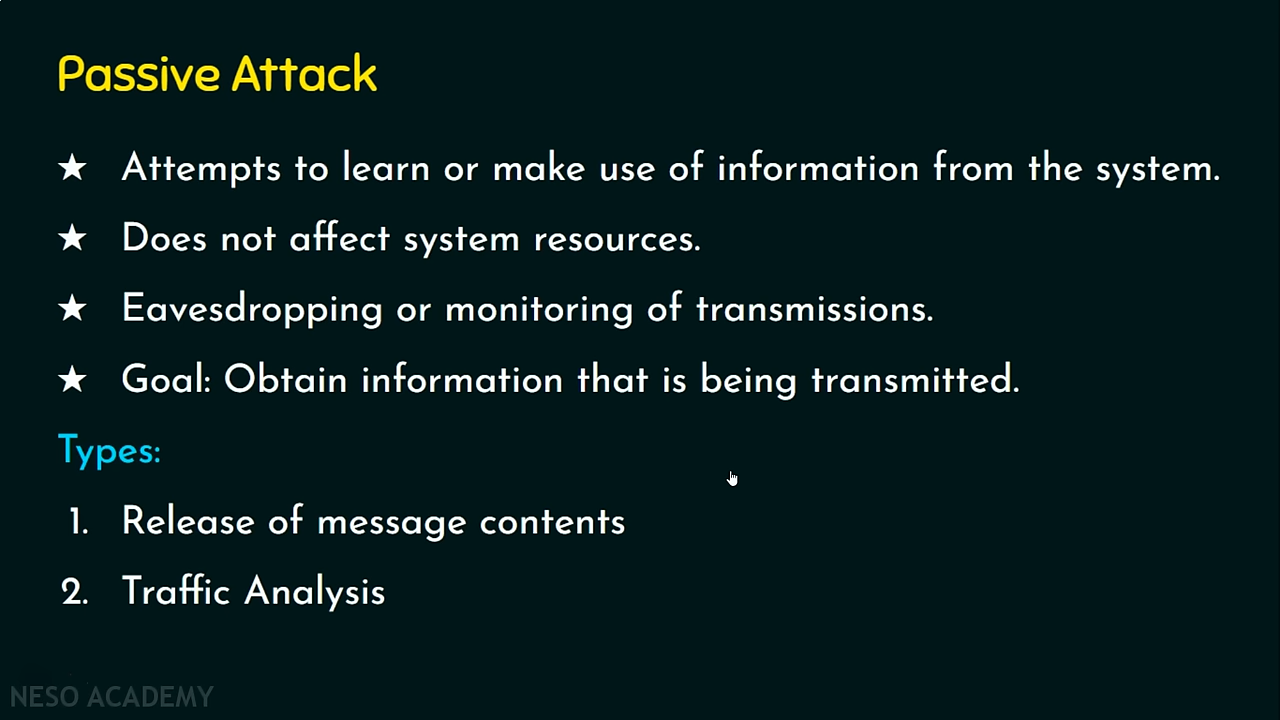 Passive Attack
★ Attempts to learn or make use of information from the system.
★ Does not affect system resources.
★ Eavesdropping or monitoring of transmissions.
★ Goal: Obtain information that is being transmitted.
Types:
1. Release of message contents
2. Traffic Analysis
NESO ACADEMY